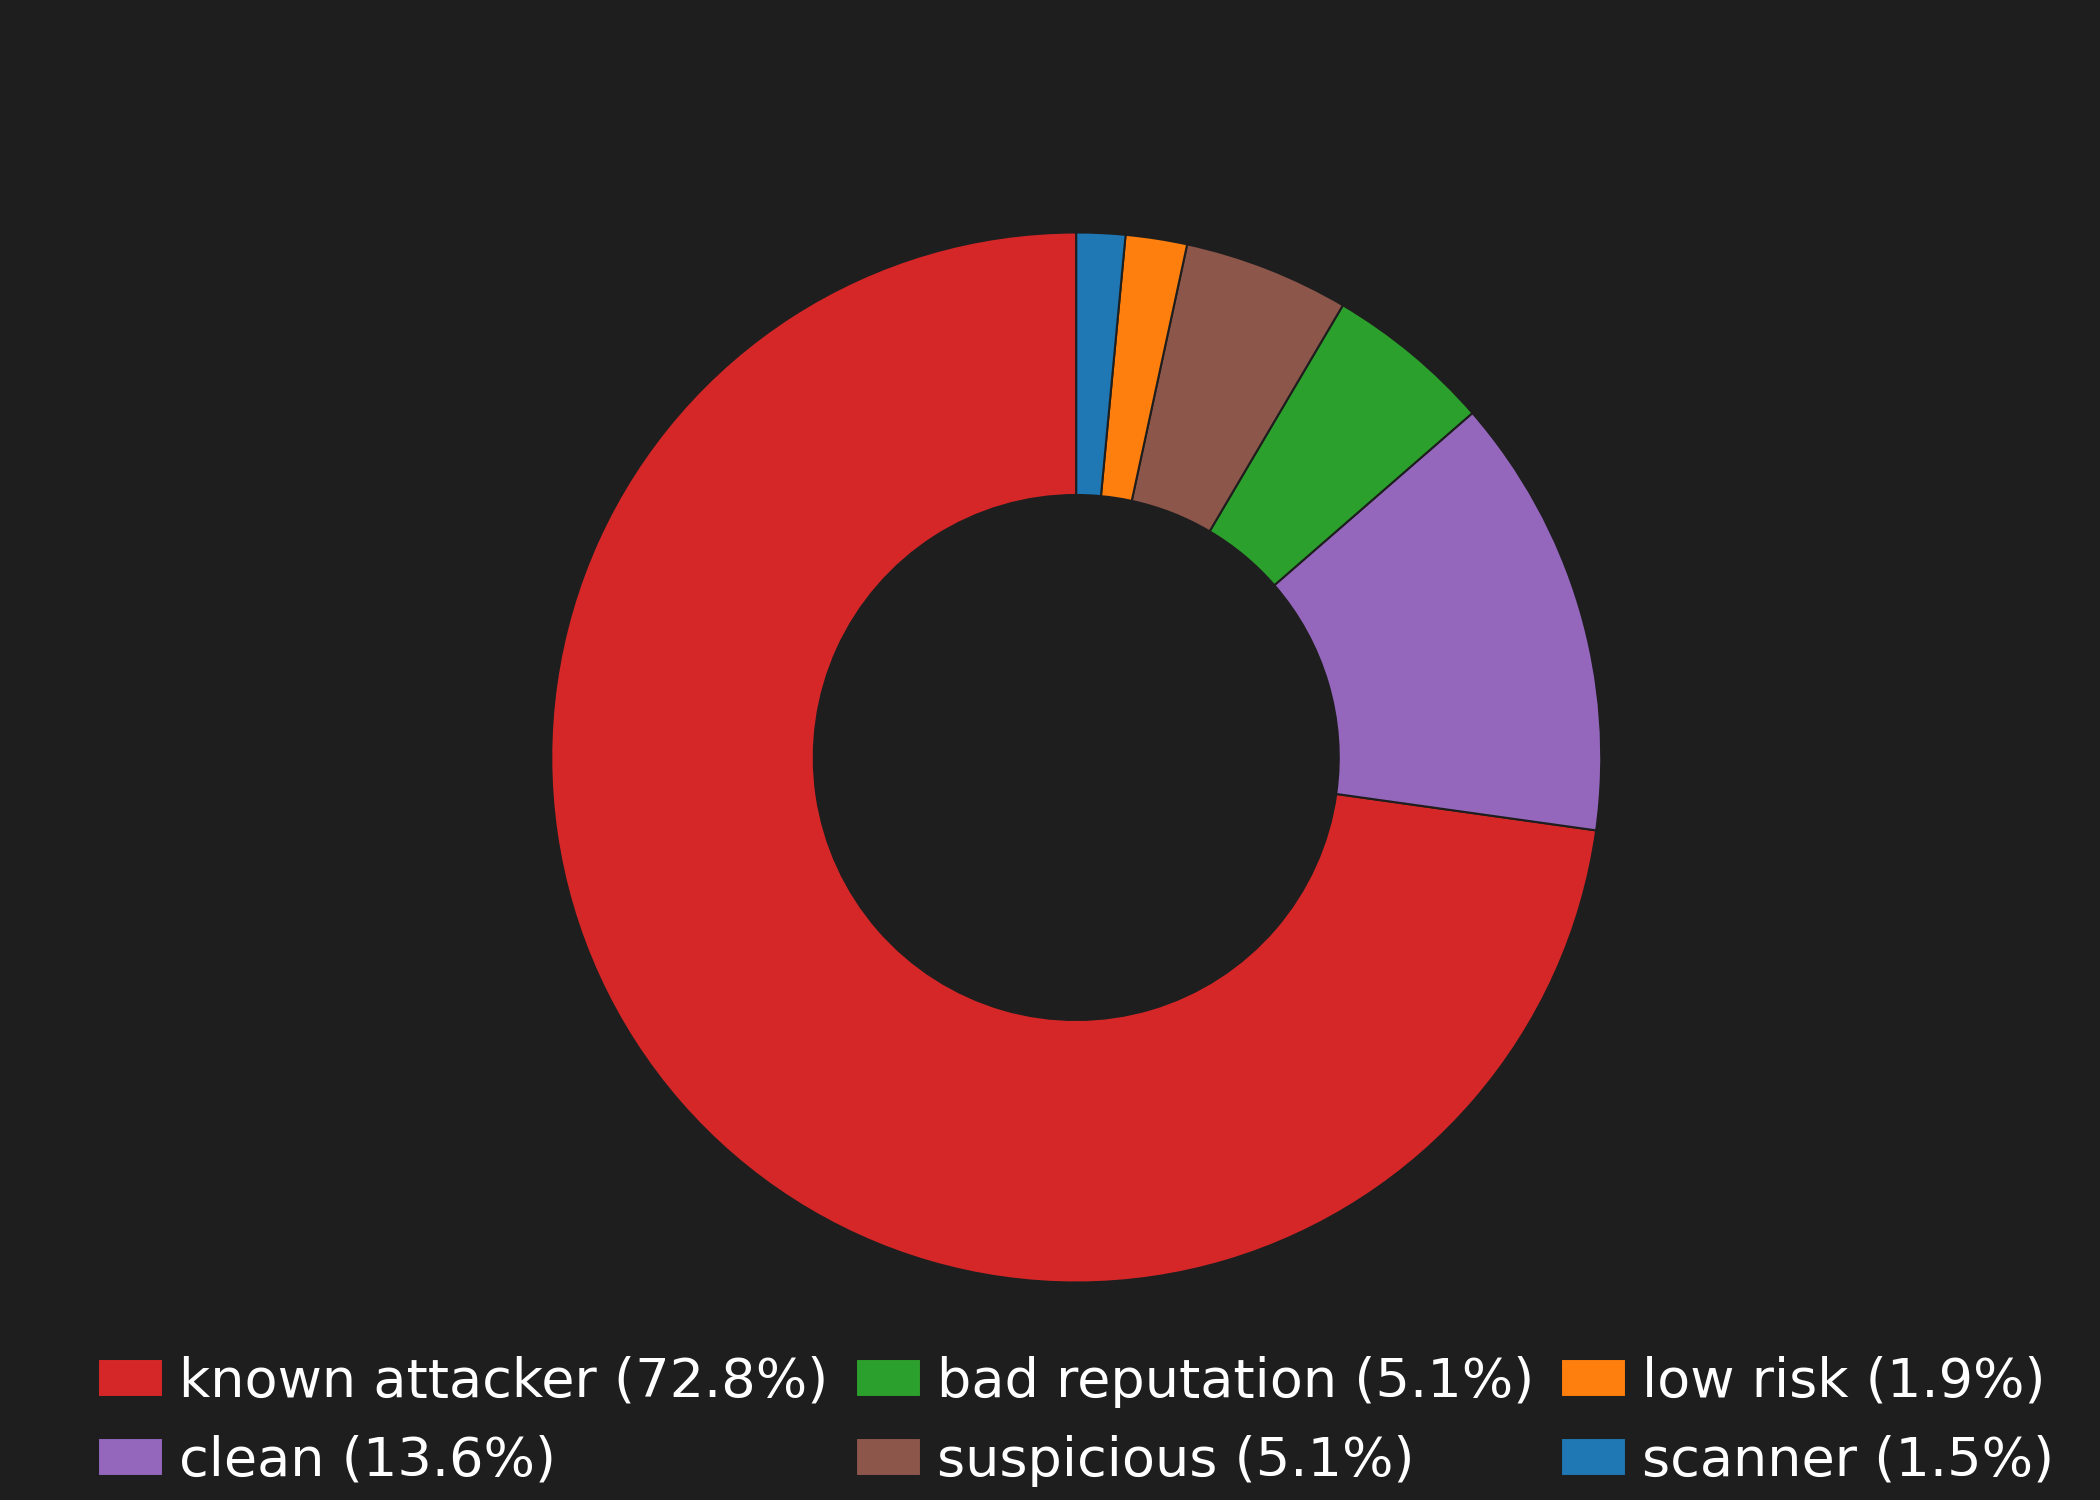 known attacker (72.8%) bad reputation (5.1%) low risk (1.9%)
clean (13.6%) suspicious (5.1%) scanner (1.5%)